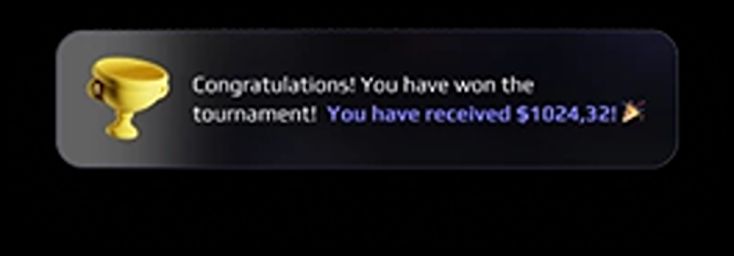 Congratulations! You have won the
tournament! You have received $1024,32! 🎉